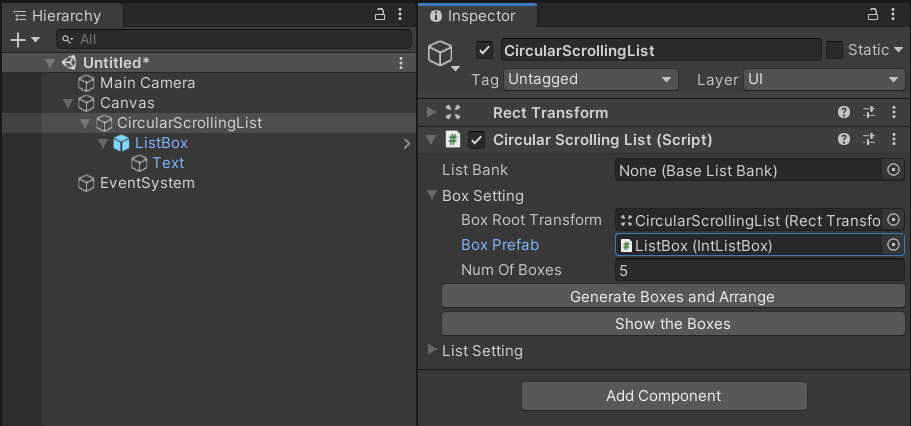 Hierarchy
All
Untitled*
Main Camera
Canvas
CircularScrollingList
ListBox
Text
EventSystem
Inspector
CircularScrollingList
Static
Tag Untagged Layer UI
Rect Transform
# Circular Scrolling List (Script)
List Bank None (Base List Bank)
Box Setting
Box Root Transform CircularScrollingList (Rect Transfo
Box Prefab # ListBox (IntListBox)
Num Of Boxes 5
Generate Boxes and Arrange
Show the Boxes
List Setting
Add Component